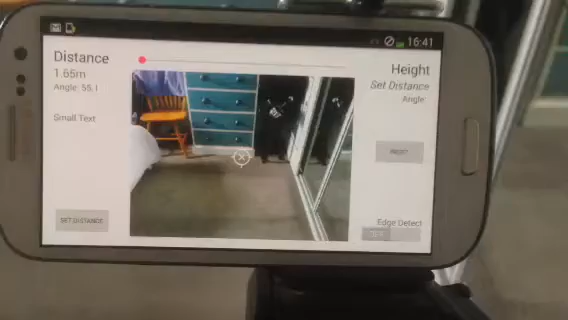 16:41
Distance
1.65m
Angle: 55.1
Small Text
SET DISTANCE
Height
Set Distance
Angle:
RESET
Edge Detect
OFF